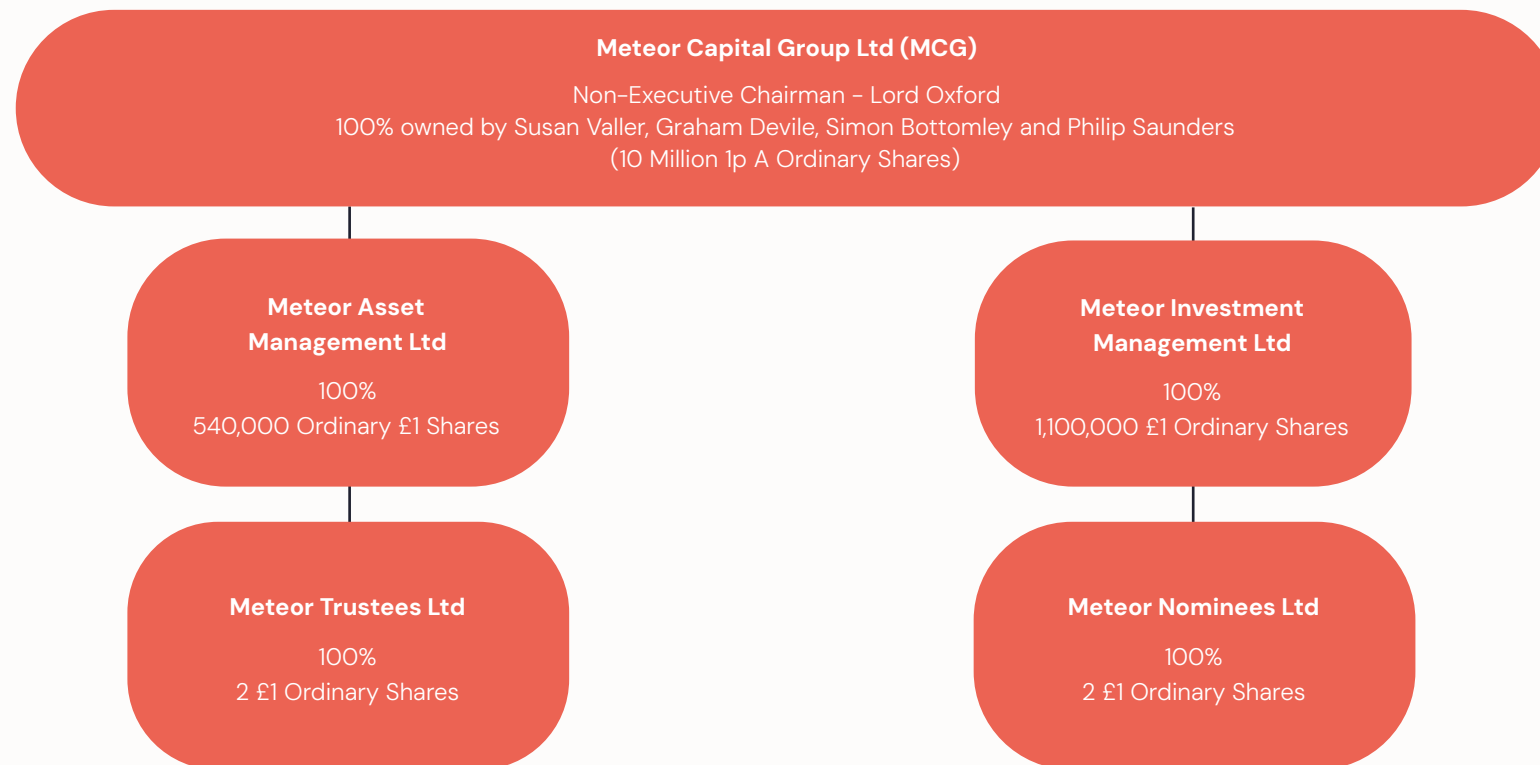 Meteor Capital Group Ltd (MCG)
Non-Executive Chairman - Lord Oxford
100% owned by Susan Valler, Graham Devile, Simon Bottomley and Philip Saunders
(10 Million 1p A Ordinary Shares)
Meteor Asset
Management Ltd
100%
540,000 Ordinary £1 Shares
Meteor Investment
Management Ltd
100%
1,100,000 £1 Ordinary Shares
Meteor Trustees Ltd
100%
2 £1 Ordinary Shares
Meteor Nominees Ltd
100%
2 £1 Ordinary Shares